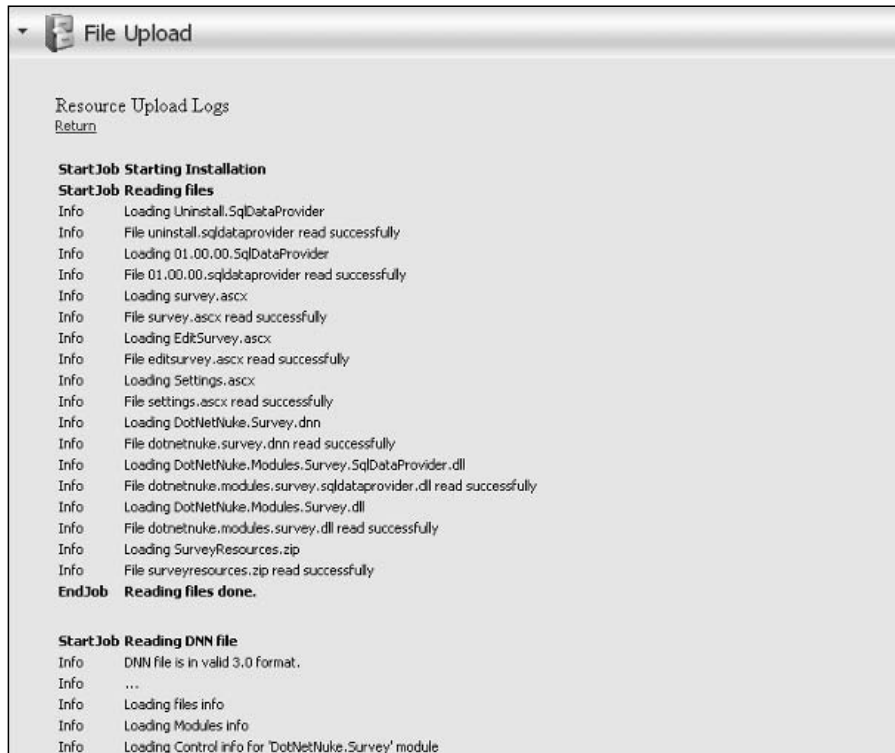 File Upload
Resource Upload Logs
Return
StartJob Starting Installation
StartJob Reading files
Info Loading Uninstall.SqlDataProvider
Info File uninstall.sqldataprovider read successfully
Info Loading 01.00.00.SqlDataProvider
Info File 01.00.00.sqldataprovider read successfully
Info Loading survey.ascx
Info File survey.ascx read successfully
Info Loading EditSurvey.ascx
Info File editsurvey.ascx read successfully
Info Loading Settings.ascx
Info File settings.ascx read successfully
Info Loading DotNetNuke.Survey.dnn
Info File dotnetnuke.survey.dnn read successfully
Info Loading DotNetNuke.Modules.Survey.SqlDataProvider.dll
Info File dotnetnuke.modules.survey.sqldataprovider.dll read successfully
Info Loading DotNetNuke.Modules.Survey.dll
Info File dotnetnuke.modules.survey.dll read successfully
Info Loading SurveyResources.zip
Info File surveyresources.zip read successfully
EndJob Reading files done.
StartJob Reading DNN file
Info DNN file is in valid 3.0 format.
Info ...
Info Loading files info
Info Loading Modules info
Info Loading Control info for 'DotNetNuke.Survey' module